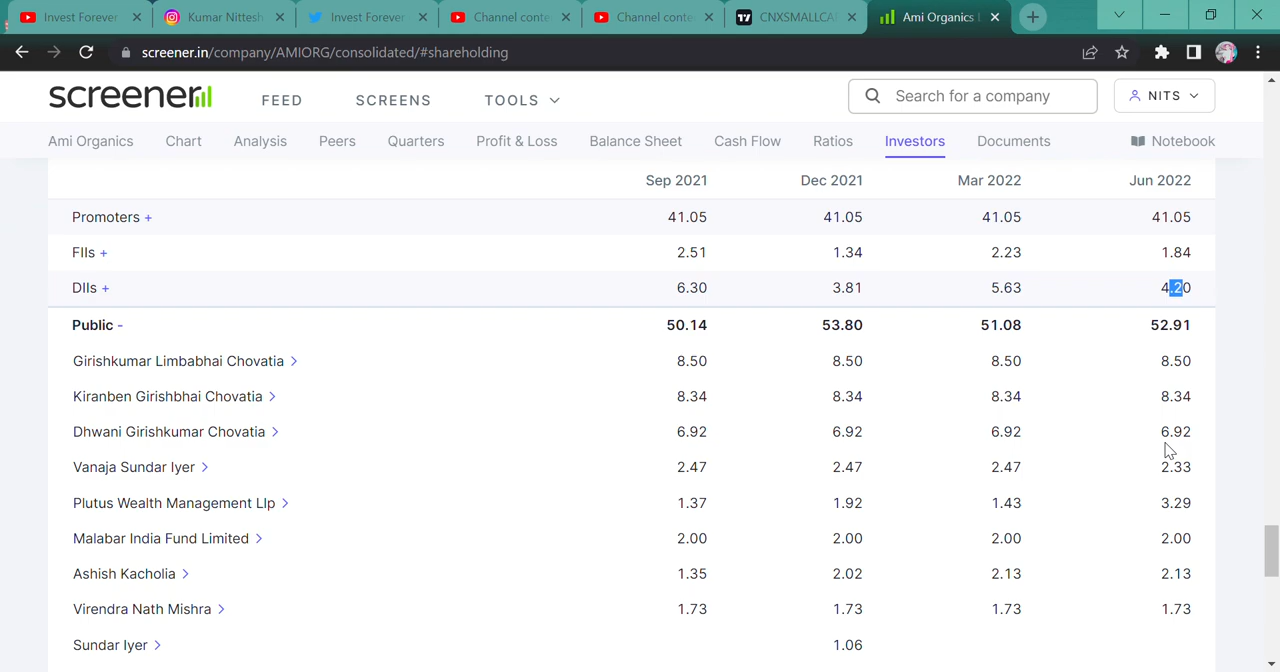 Invest Forever
Kumar Nittesh
Invest Forever
Channel conte
Channel conte
CNXSMALLCA
Ami Organics
screener.in/company/AMIORG/consolidated/#shareholding
screener FEED SCREENS TOOLS Search for a company NITS
Ami Organics Chart Analysis Peers Quarters Profit & Loss Balance Sheet Cash Flow Ratios Investors Documents Notebook
Sep 2021 Dec 2021 Mar 2022 Jun 2022
Promoters + 41.05 41.05 41.05 41.05
FIIs + 2.51 1.34 2.23 1.84
DIIs + 6.30 3.81 5.63 4.20
Public - 50.14 53.80 51.08 52.91
Girishkumar Limbabhai Chovatia 8.50 8.50 8.50 8.50
Kiranben Girishbhai Chovatia 8.34 8.34 8.34 8.34
Dhwani Girishkumar Chovatia 6.92 6.92 6.92 6.92
Vanaja Sundar Iyer 2.47 2.47 2.47 2.33
Plutus Wealth Management Llp 1.37 1.92 1.43 3.29
Malabar India Fund Limited 2.00 2.00 2.00 2.00
Ashish Kacholia 1.35 2.02 2.13 2.13
Virendra Nath Mishra 1.73 1.73 1.73 1.73
Sundar Iyer 1.06